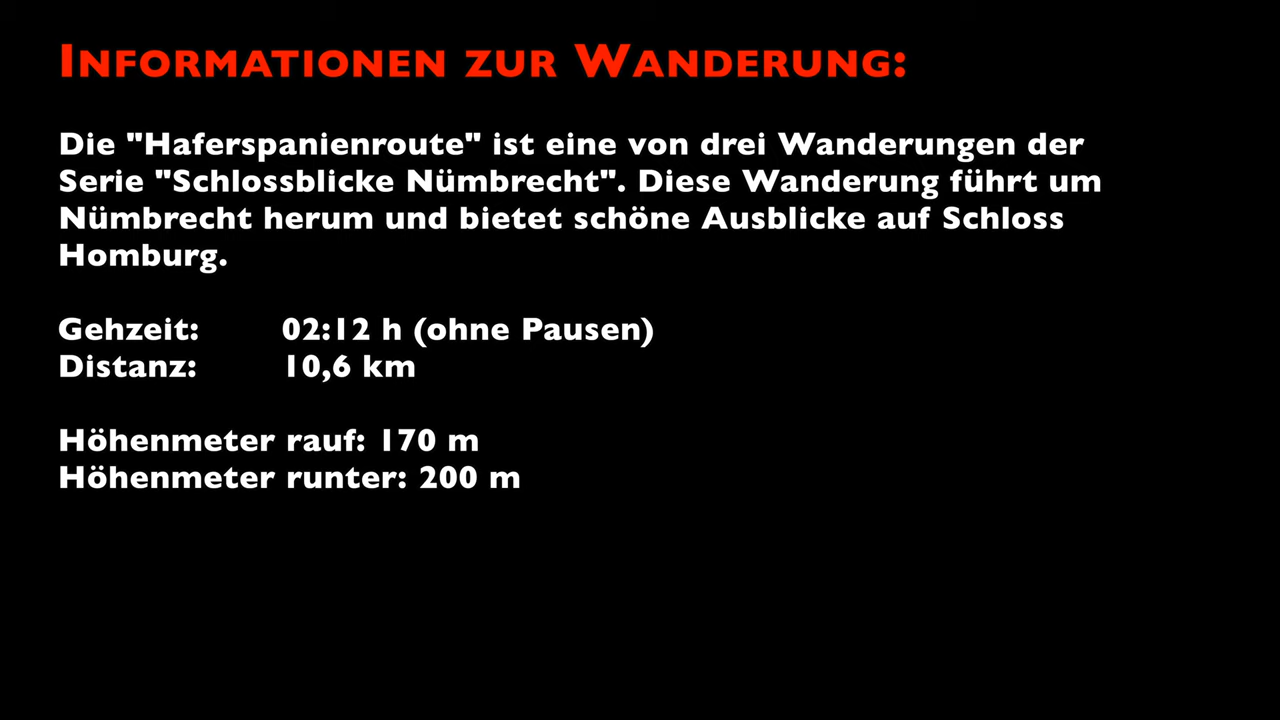 Informationen zur Wanderung:
Die "Haferspanienroute" ist eine von drei Wanderungen der
Serie "Schlossblicke Nümbrecht". Diese Wanderung führt um
Nümbrecht herum und bietet schöne Ausblicke auf Schloss
Homburg.
Gehzeit: 02:12 h (ohne Pausen)
Distanz: 10,6 km
Höhenmeter rauf: 170 m
Höhenmeter runter: 200 m